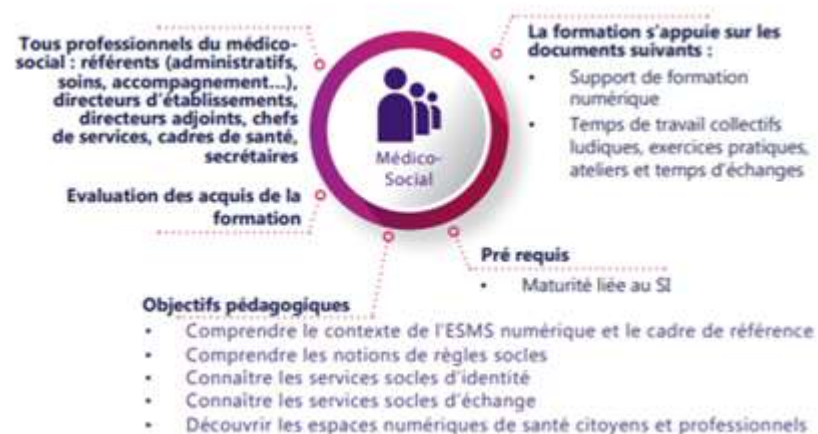 Tous professionnels du médico-
social : référents (administratifs,
soins, accompagnement...),
directeurs d'établissements,
directeurs adjoints, chefs
de services, cadres de santé,
secrétaires
Evaluation des acquis de la
formation
Médico-
Social
La formation s'appuie sur les
documents suivants :
• Support de formation
numérique
• Temps de travail collectifs
ludiques, exercices pratiques,
ateliers et temps d'échanges
Pré requis
• Maturité liée au SI
Objectifs pédagogiques
• Comprendre le contexte de l'ESMS numérique et le cadre de référence
• Comprendre les notions de règles socles
• Connaître les services socles d'identité
• Connaître les services socles d'échange
• Découvrir les espaces numériques de santé citoyens et professionnels